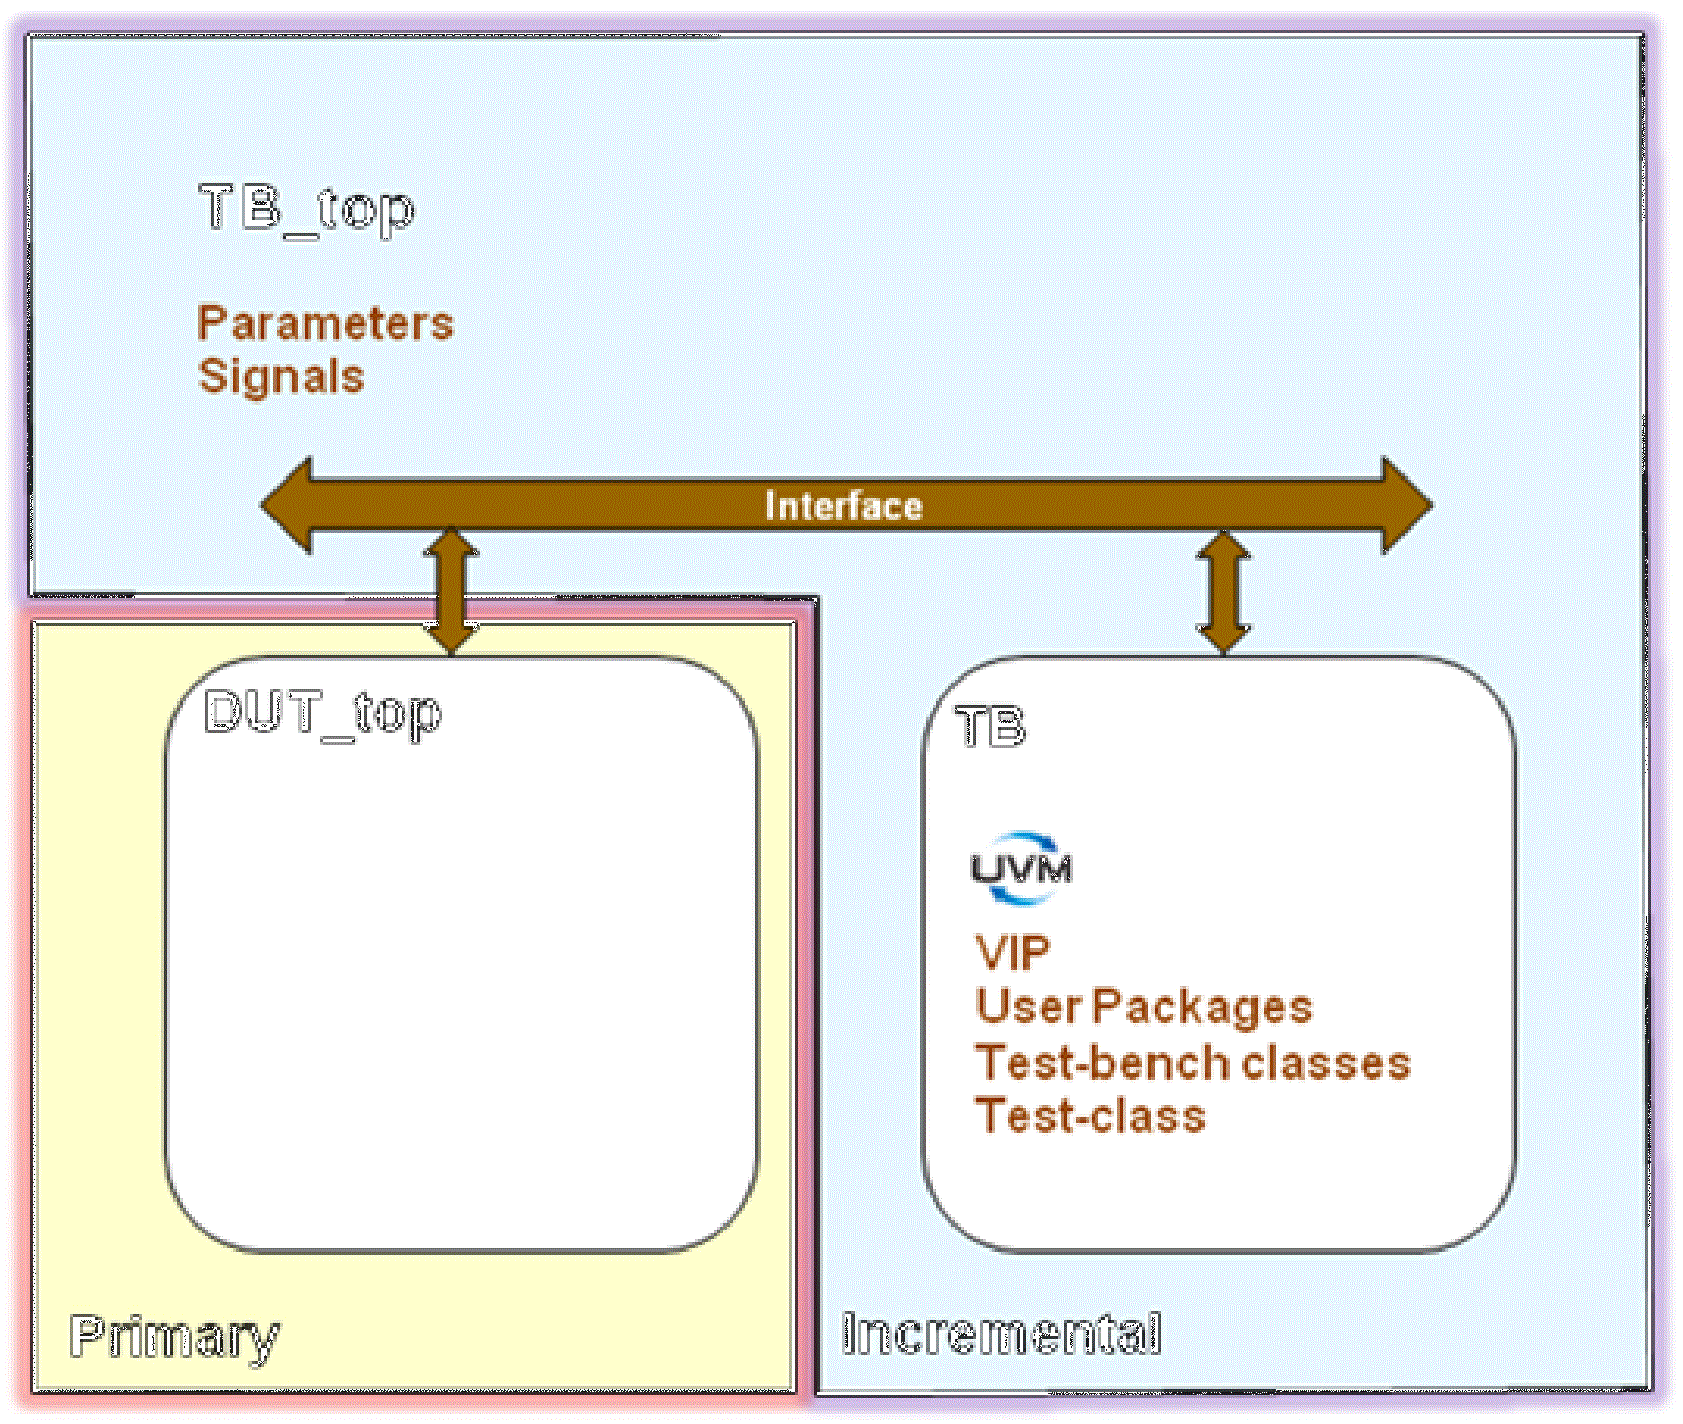 TB_top
Parameters
Signals
Interface
DUT_top
TB
UVM
VIP
User Packages
Test-bench classes
Test-class
Primary
Incremental